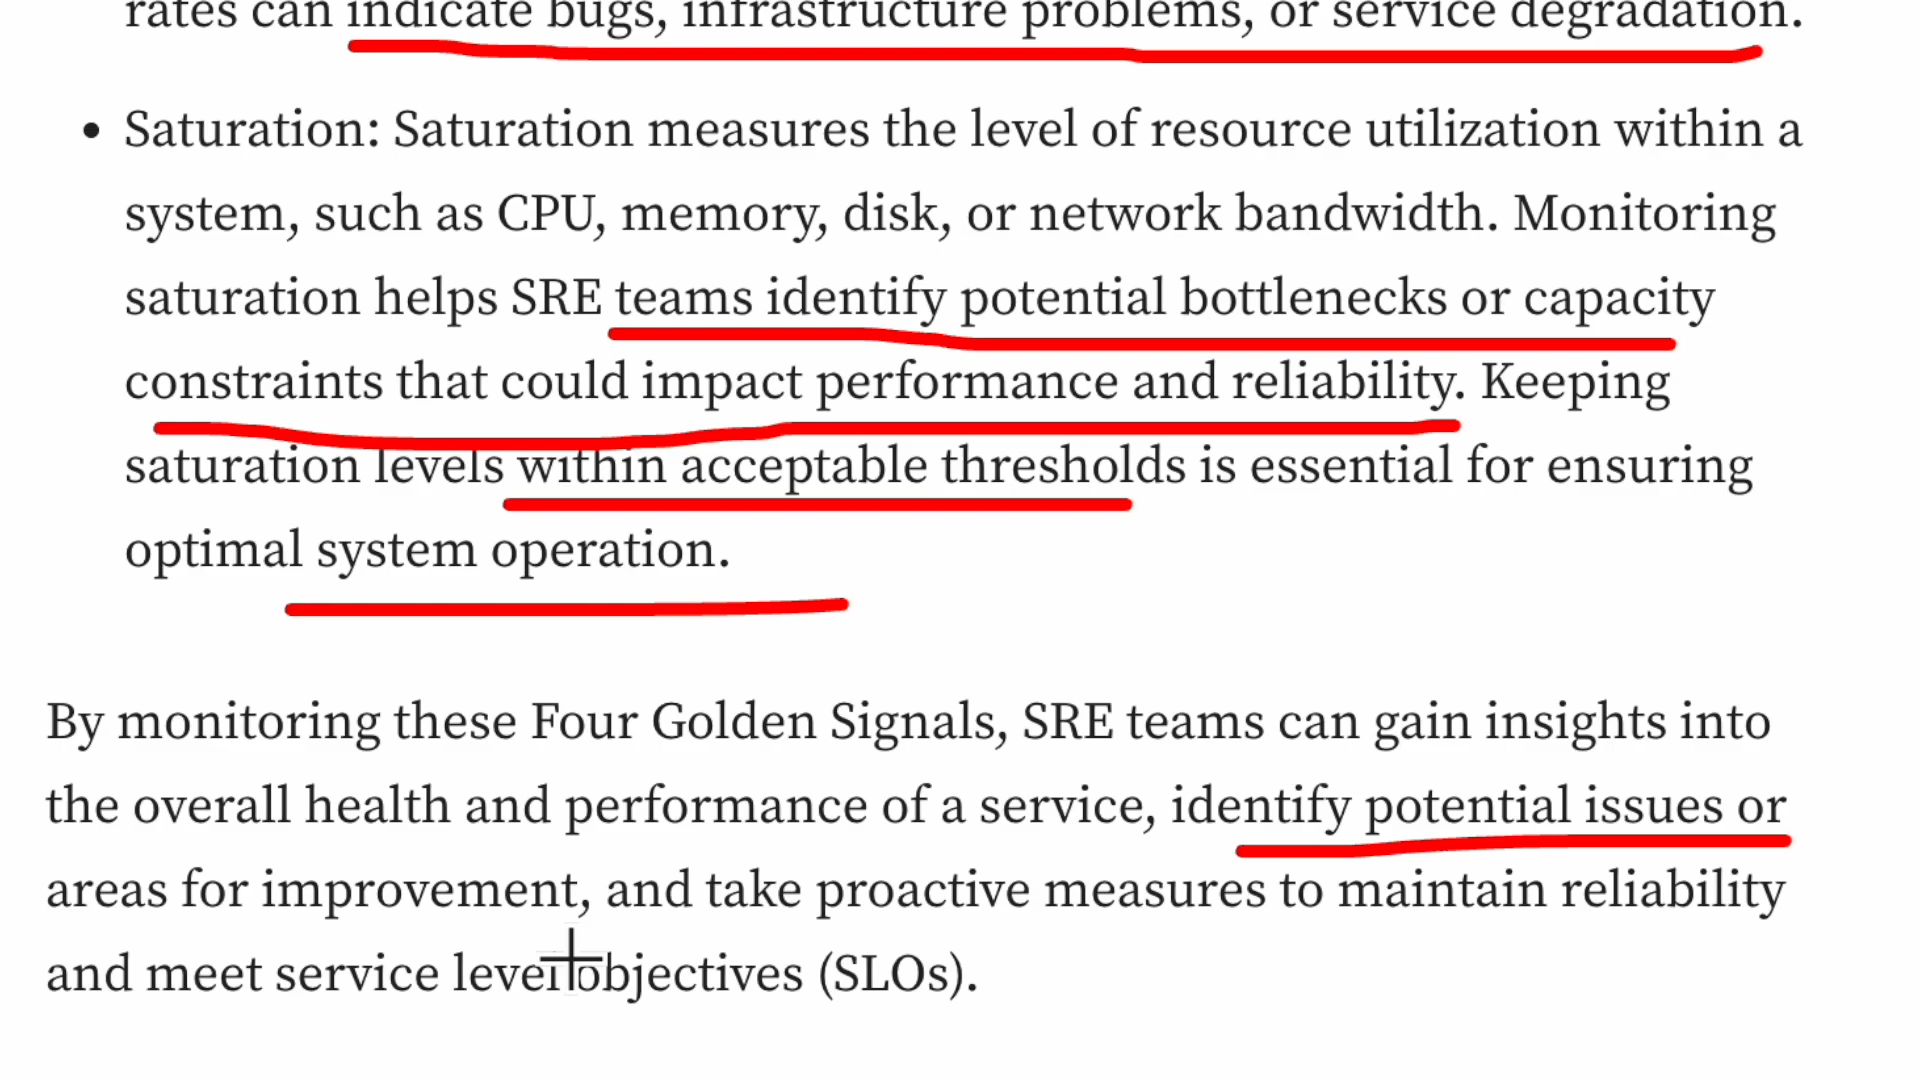 rates can indicate bugs, infrastructure problems, or service degradation.
• Saturation: Saturation measures the level of resource utilization within a
system, such as CPU, memory, disk, or network bandwidth. Monitoring
saturation helps SRE teams identify potential bottlenecks or capacity
constraints that could impact performance and reliability. Keeping
saturation levels within acceptable thresholds is essential for ensuring
optimal system operation.
By monitoring these Four Golden Signals, SRE teams can gain insights into
the overall health and performance of a service, identify potential issues or
areas for improvement, and take proactive measures to maintain reliability
and meet service level objectives (SLOs).